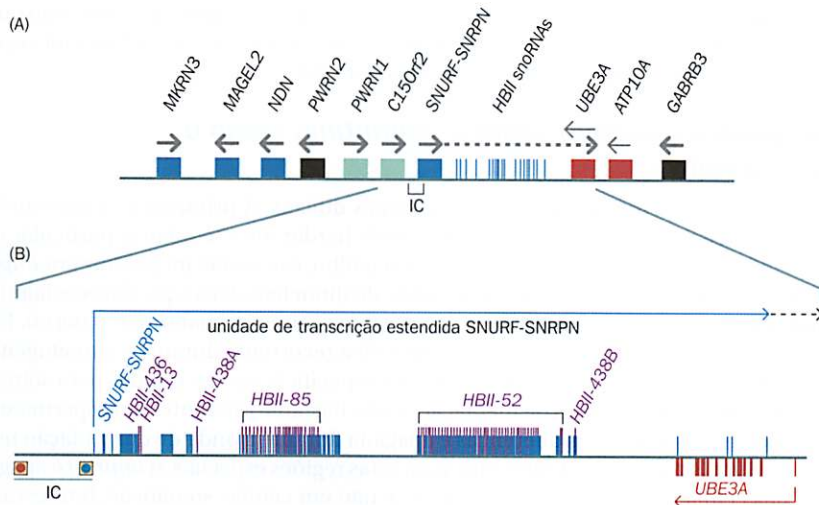 (A)
MKRN3
MAGEL2
NDN
PWRN2
PWRN1
C15Orf2
SNURF-SNRPN
HBII snoRNAs
UBE3A
ATP10A
GABRB3
IC
(B)
unidade de transcrição estendida SNURF-SNRPN
SNURF-SNRPN
HBII-436
HBII-13
HBII-438A
HBII-85
HBII-52
HBII-438B
IC
UBE3A